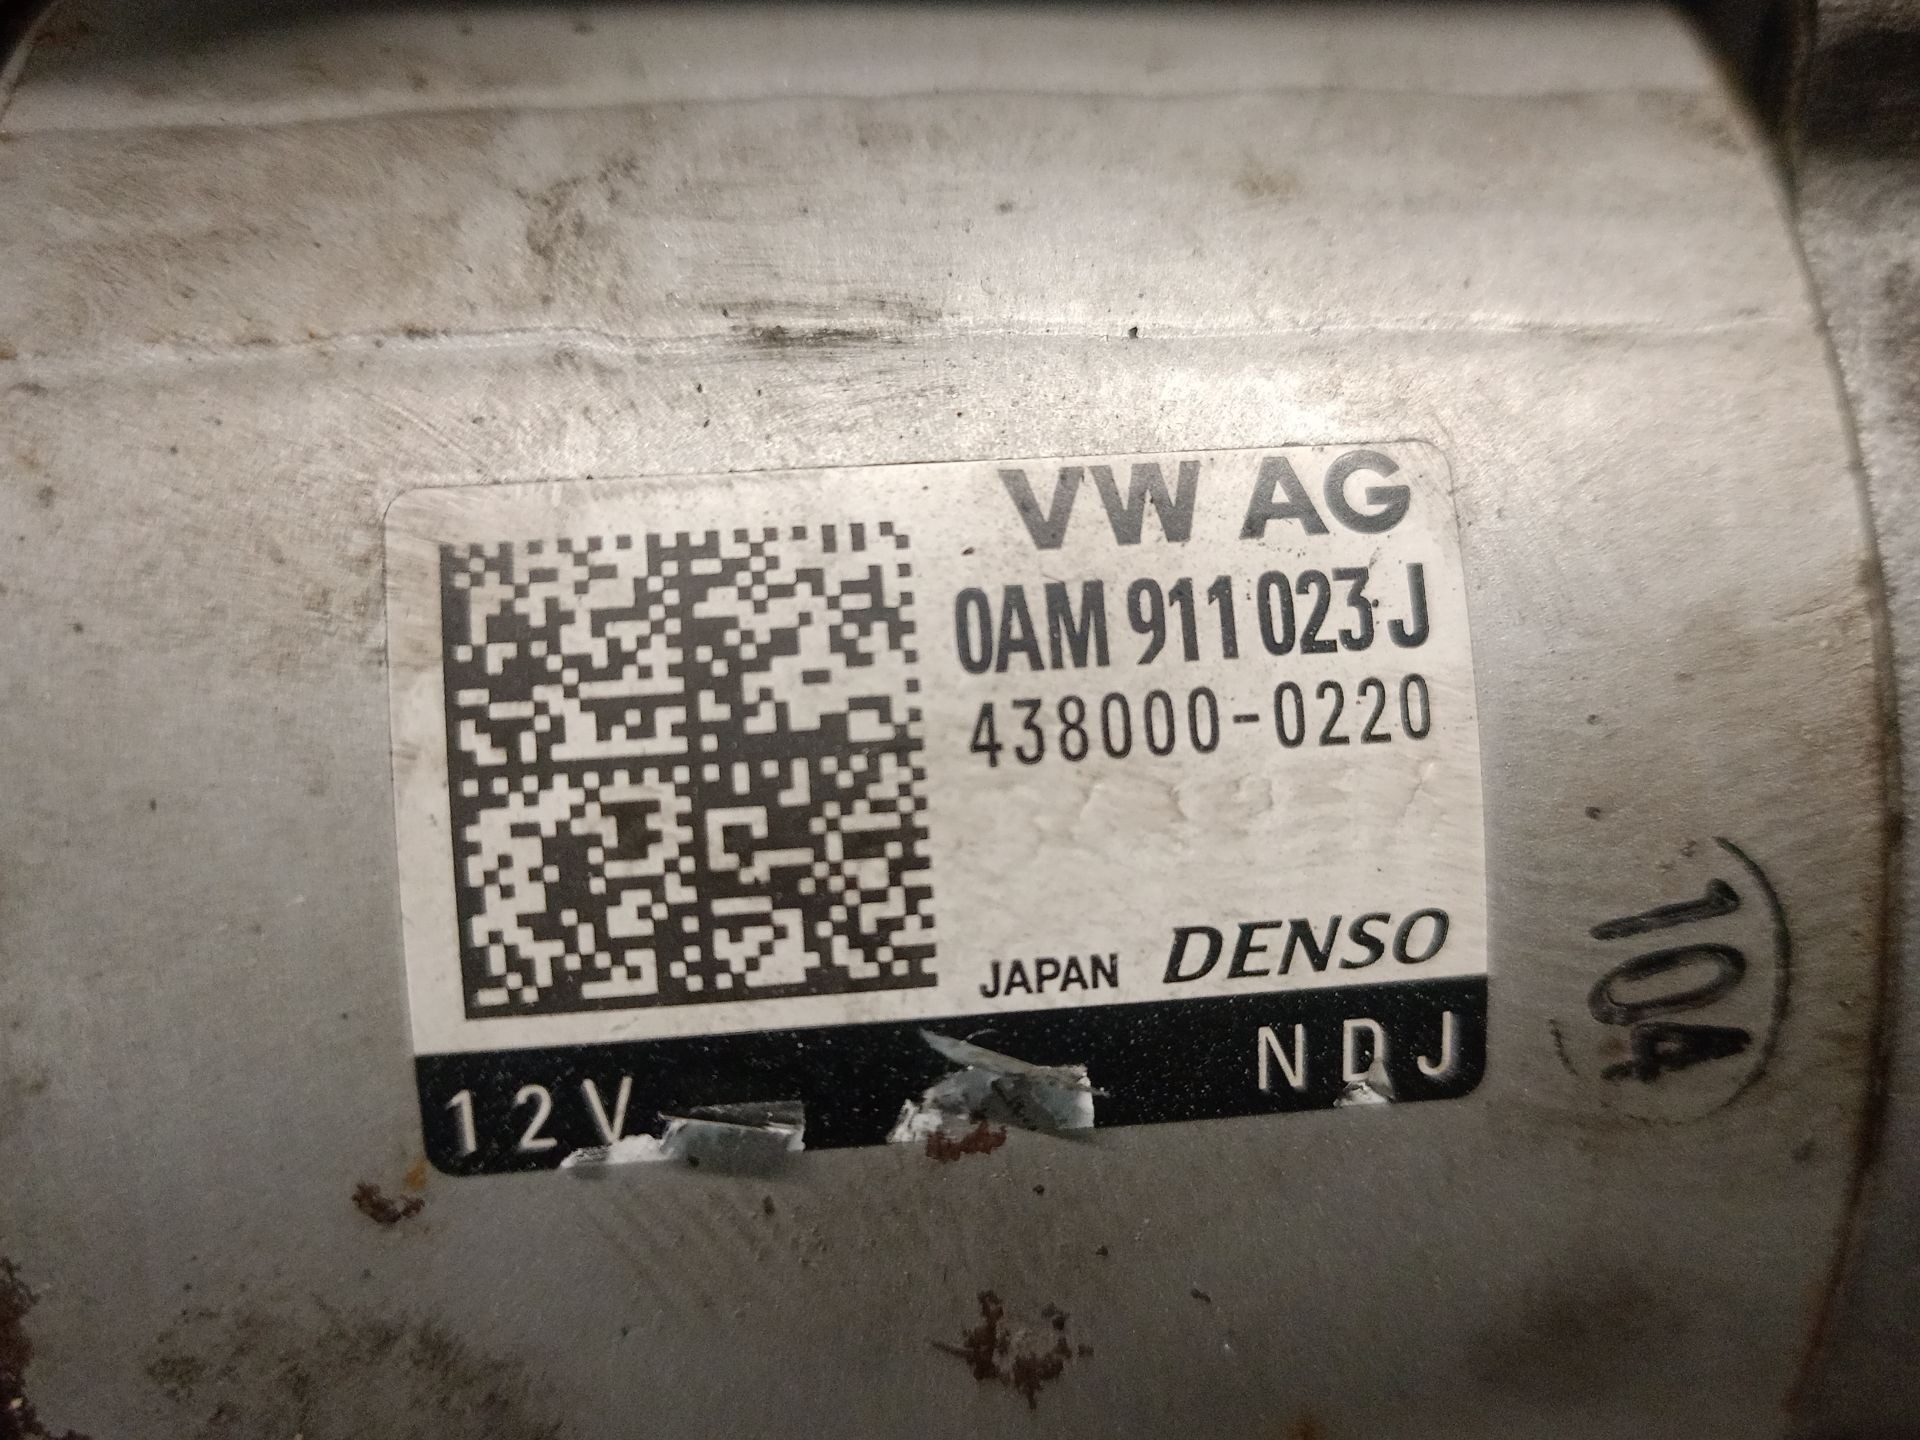 VW AG
0AM 911 023 J
438000-0220
JAPAN DENSO
12V NDJ
104